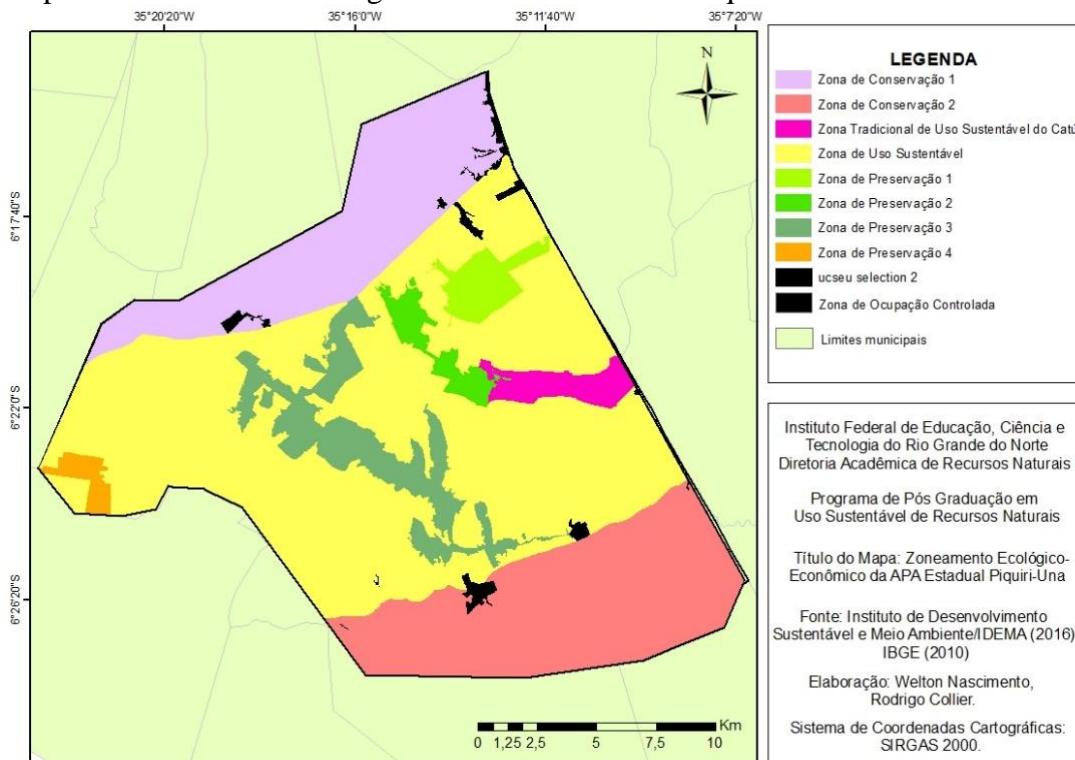 35°20'20"W
35°16'0"W
35°11'40"W
35°7'20"W
N
6°17'40"S
6°22'0"S
6°26'20"S
Km
0 1,25 2,5 5 7,5 10
LEGENDA
Zona de Conservação 1
Zona de Conservação 2
Zona Tradicional de Uso Sustentável do Catú
Zona de Uso Sustentável
Zona de Preservação 1
Zona de Preservação 2
Zona de Preservação 3
Zona de Preservação 4
ucseu selection 2
Zona de Ocupação Controlada
Limites municipais
Instituto Federal de Educação, Ciência e
Tecnologia do Rio Grande do Norte
Diretoria Acadêmica de Recursos Naturais
Programa de Pós Graduação em
Uso Sustentável de Recursos Naturais
Título do Mapa: Zoneamento Ecológico-
Econômico da APA Estadual Piquiri-Una
Fonte: Instituto de Desenvolvimento
Sustentável e Meio Ambiente/IDEMA (2016)
IBGE (2010)
Elaboração: Welton Nascimento,
Rodrigo Collier.
Sistema de Coordenadas Cartográficas:
SIRGAS 2000.